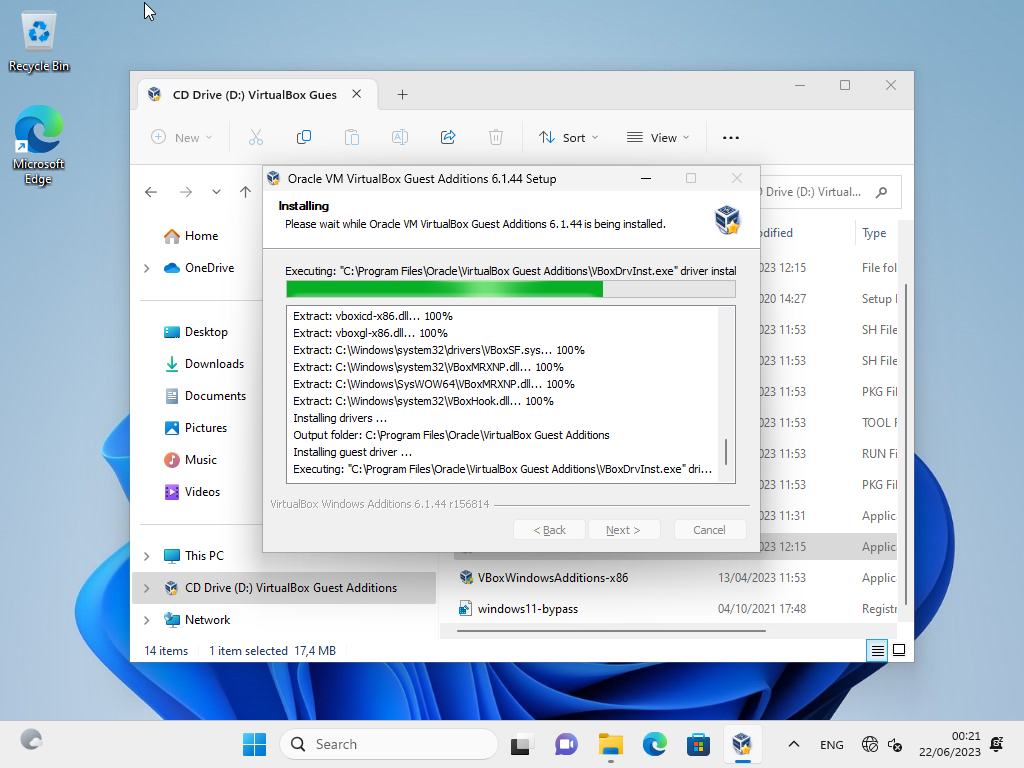 Recycle Bin
Microsoft
Edge
CD Drive (D:) VirtualBox Gues
New
Sort
View
Oracle VM VirtualBox Guest Additions 6.1.44 Setup
Drive (D:) Virtual...
Installing
Please wait while Oracle VM VirtualBox Guest Additions 6.1.44 is being installed.
Home
OneDrive
Desktop
Downloads
Documents
Pictures
Music
Videos
This PC
CD Drive (D:) VirtualBox Guest Additions
Network
Executing: "C:\Program Files\Oracle\VirtualBox Guest Additions\VBoxDrvInst.exe" driver instal
Extract: vboxicd-x86.dll... 100%
Extract: vboxgl-x86.dll... 100%
Extract: C:\Windows\system32\drivers\VBoxSF.sys... 100%
Extract: C:\Windows\system32\VBoxMRXNP.dll... 100%
Extract: C:\Windows\SysWOW64\VBoxMRXNP.dll... 100%
Extract: C:\Windows\system32\VBoxHook.dll... 100%
Installing drivers ...
Output folder: C:\Program Files\Oracle\VirtualBox Guest Additions
Installing guest driver ...
Executing: "C:\Program Files\Oracle\VirtualBox Guest Additions\VBoxDrvInst.exe" dri...
VirtualBox Windows Additions 6.1.44 r156814
< Back
Next >
Cancel
dified
Type
023 12:15
File fol
020 14:27
Setup
023 11:53
SH File
023 11:53
SH File
023 11:53
PKG Fil
023 11:53
TOOL F
023 11:53
RUN Fi
023 11:53
PKG Fil
023 11:31
Applic
023 12:15
Applic
VBoxWindowsAdditions-x86
13/04/2023 11:53
Applic
windows11-bypass
04/10/2021 17:48
Registr
14 items
1 item selected 17,4 MB
Search
ENG
00:21
22/06/2023